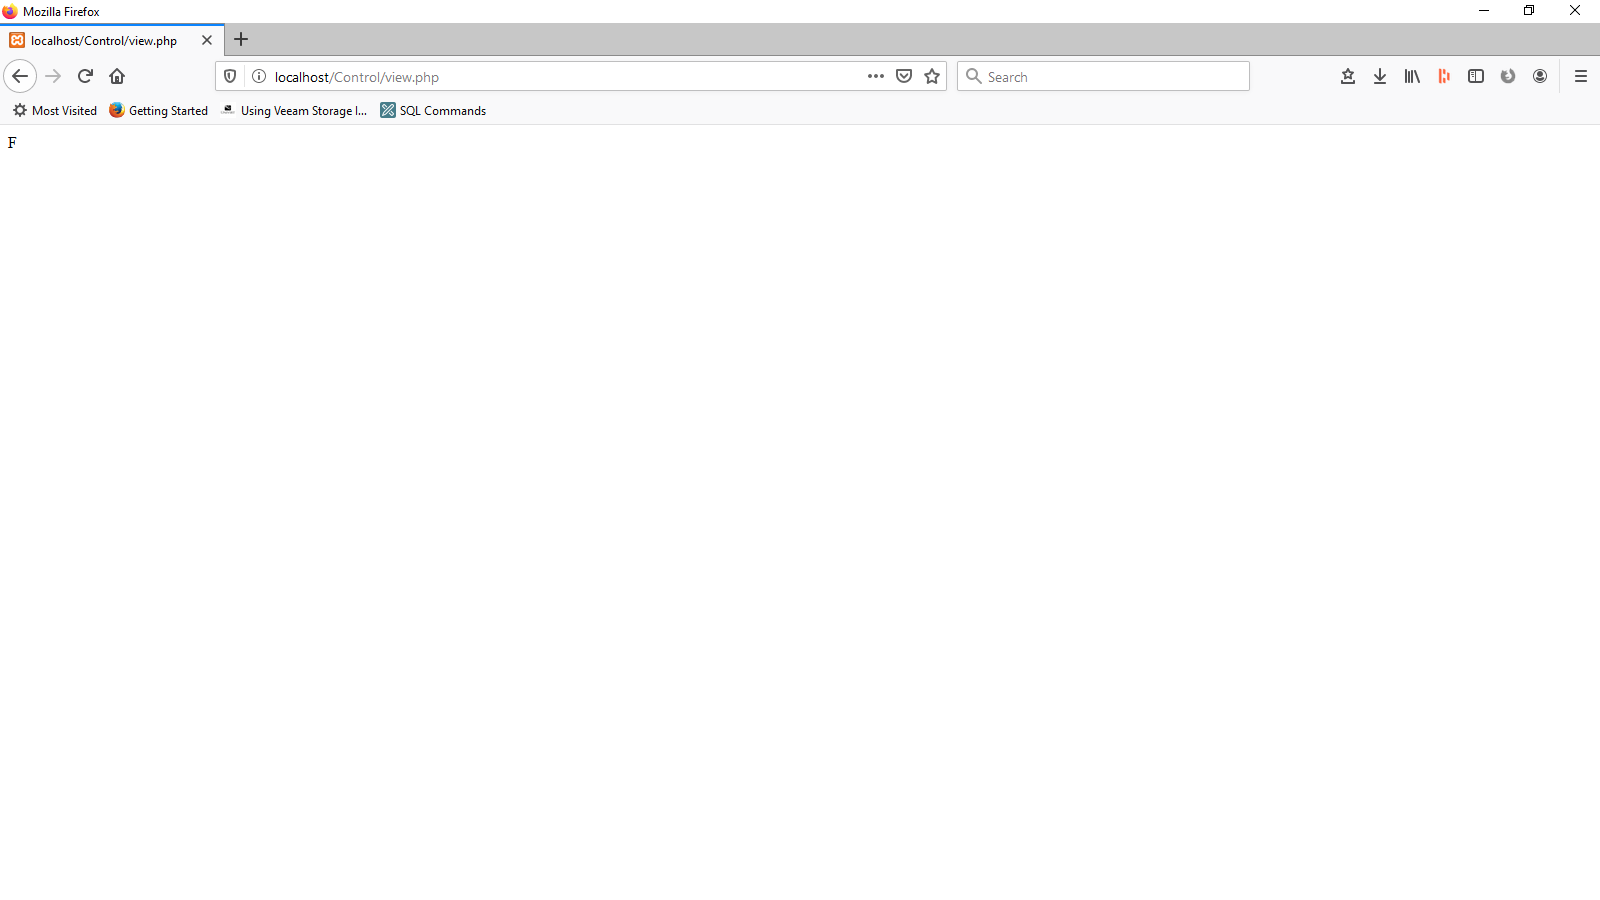 Mozilla Firefox
localhost/Control/view.php
localhost/Control/view.php
Search
Most Visited
Getting Started
Using Veeam Storage I...
SQL Commands
F